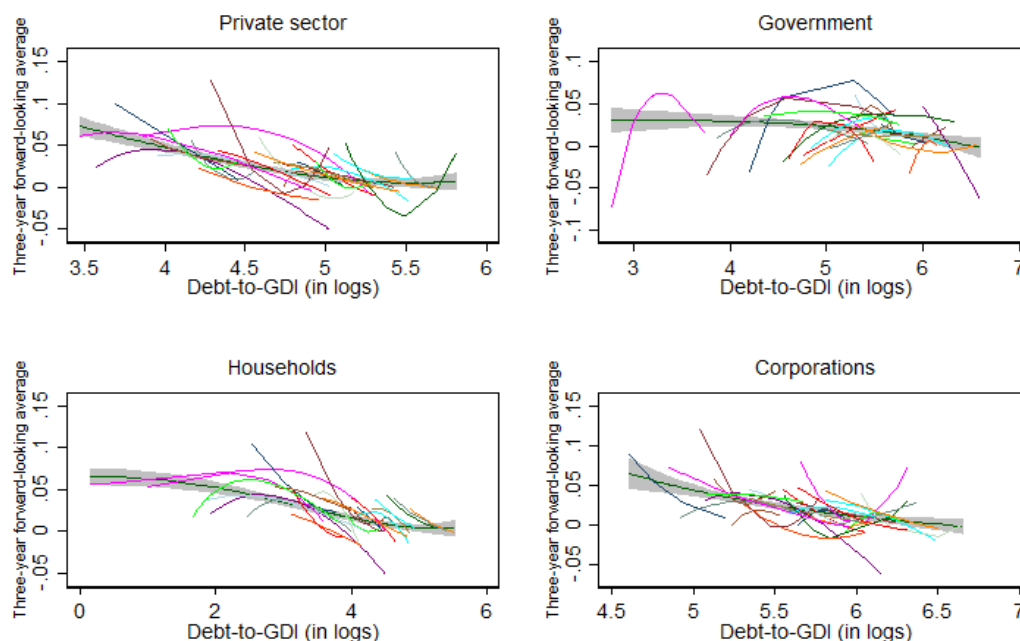 Private sector
Three-year forward-looking average
.15
.1
.05
0
-.05
3.5 4 4.5 5 5.5 6
Debt-to-GDI (in logs)
Government
Three-year forward-looking average
.1
.05
0
-.05
-.1
3 4 5 6 7
Debt-to-GDI (in logs)
Households
Three-year forward-looking average
.15
.1
.05
0
-.05
0 2 4 6
Debt-to-GDI (in logs)
Corporations
Three-year forward-looking average
.15
.1
.05
0
-.05
4.5 5 5.5 6 6.5 7
Debt-to-GDI (in logs)